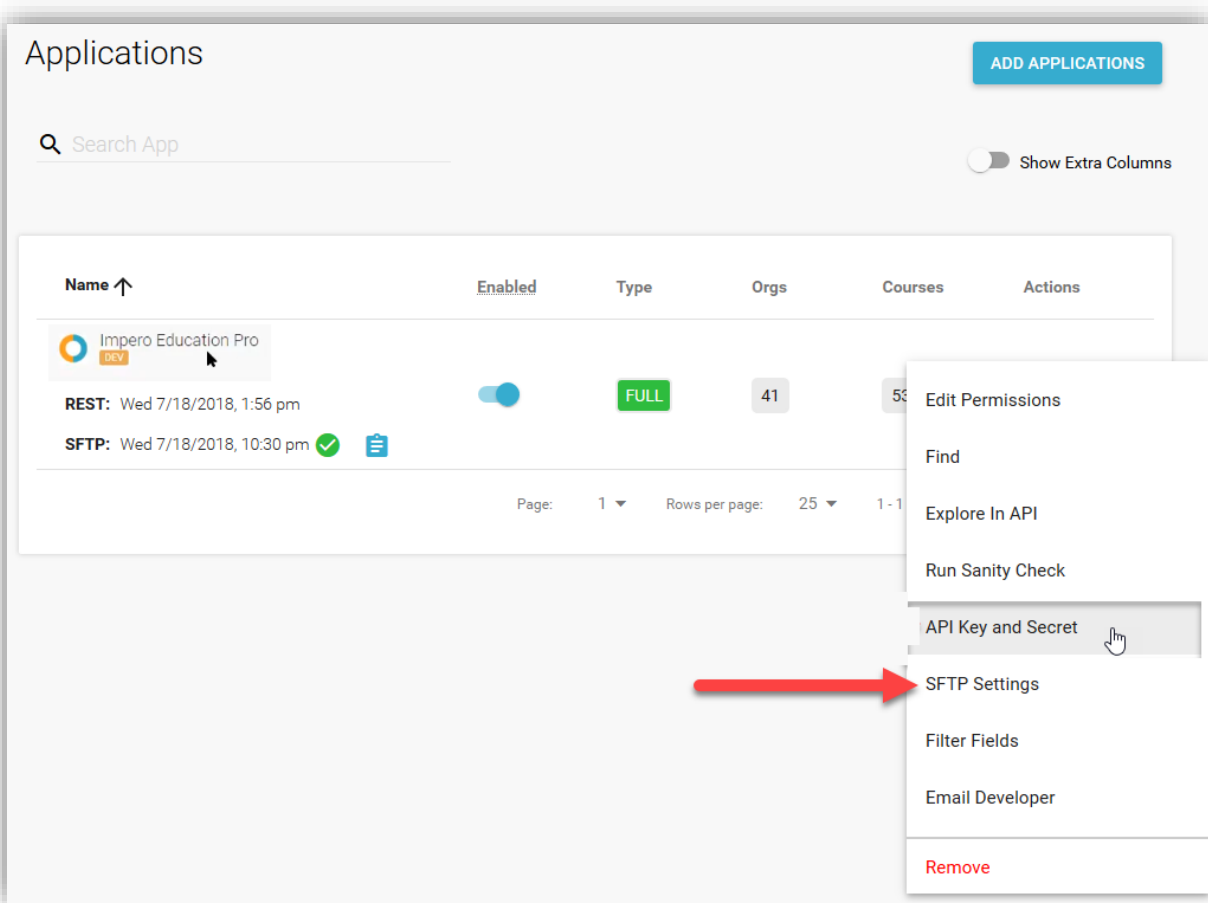 Applications
ADD APPLICATIONS
Search App
Show Extra Columns
Name Enabled Type Orgs Courses Actions
Impero Education Pro
DEV
REST: Wed 7/18/2018, 1:56 pm
FULL 41 53
SFTP: Wed 7/18/2018, 10:30 pm
Page: 1 Rows per page: 25 1 - 1
Edit Permissions
Find
Explore In API
Run Sanity Check
API Key and Secret
SFTP Settings
Filter Fields
Email Developer
Remove